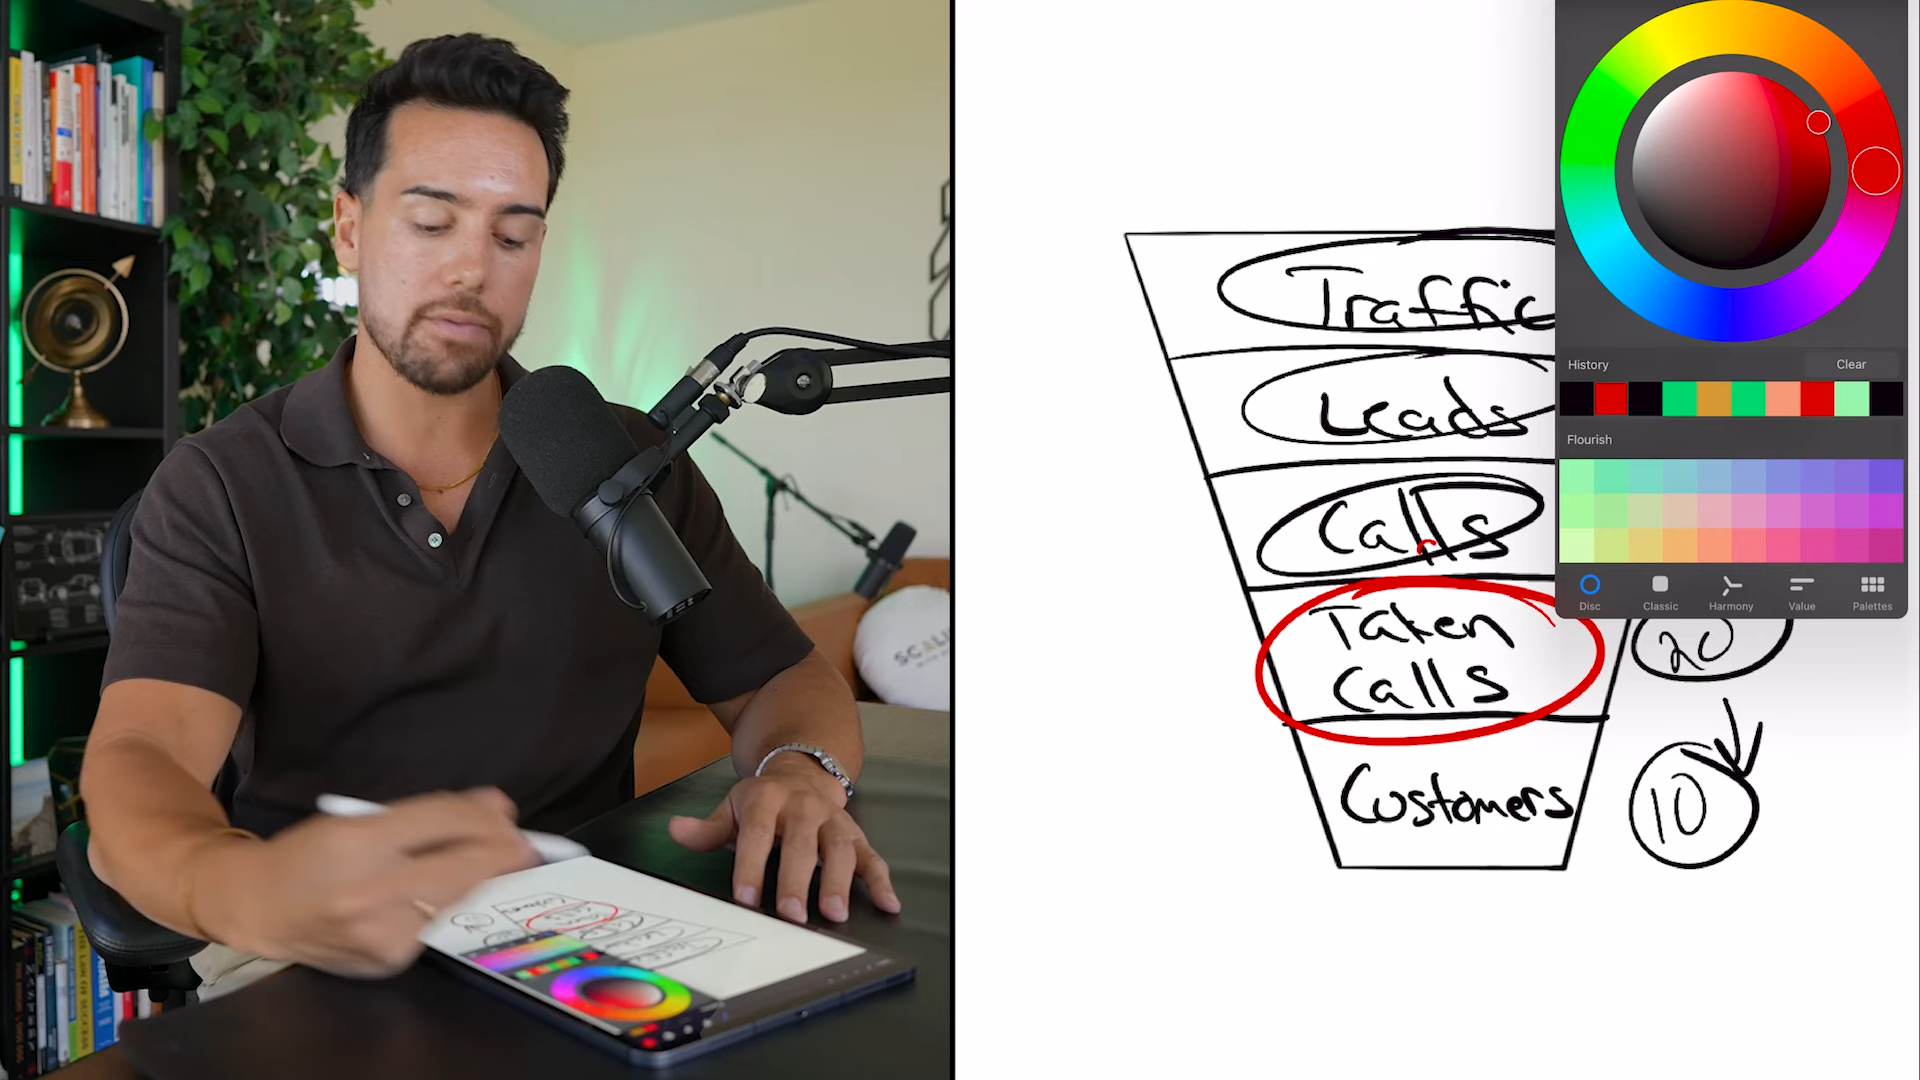 Traffic
Leads
Calls
Taken
Calls
Customers
20
10
History
Clear
Flourish
Disc
Classic
Harmony
Value
Palettes